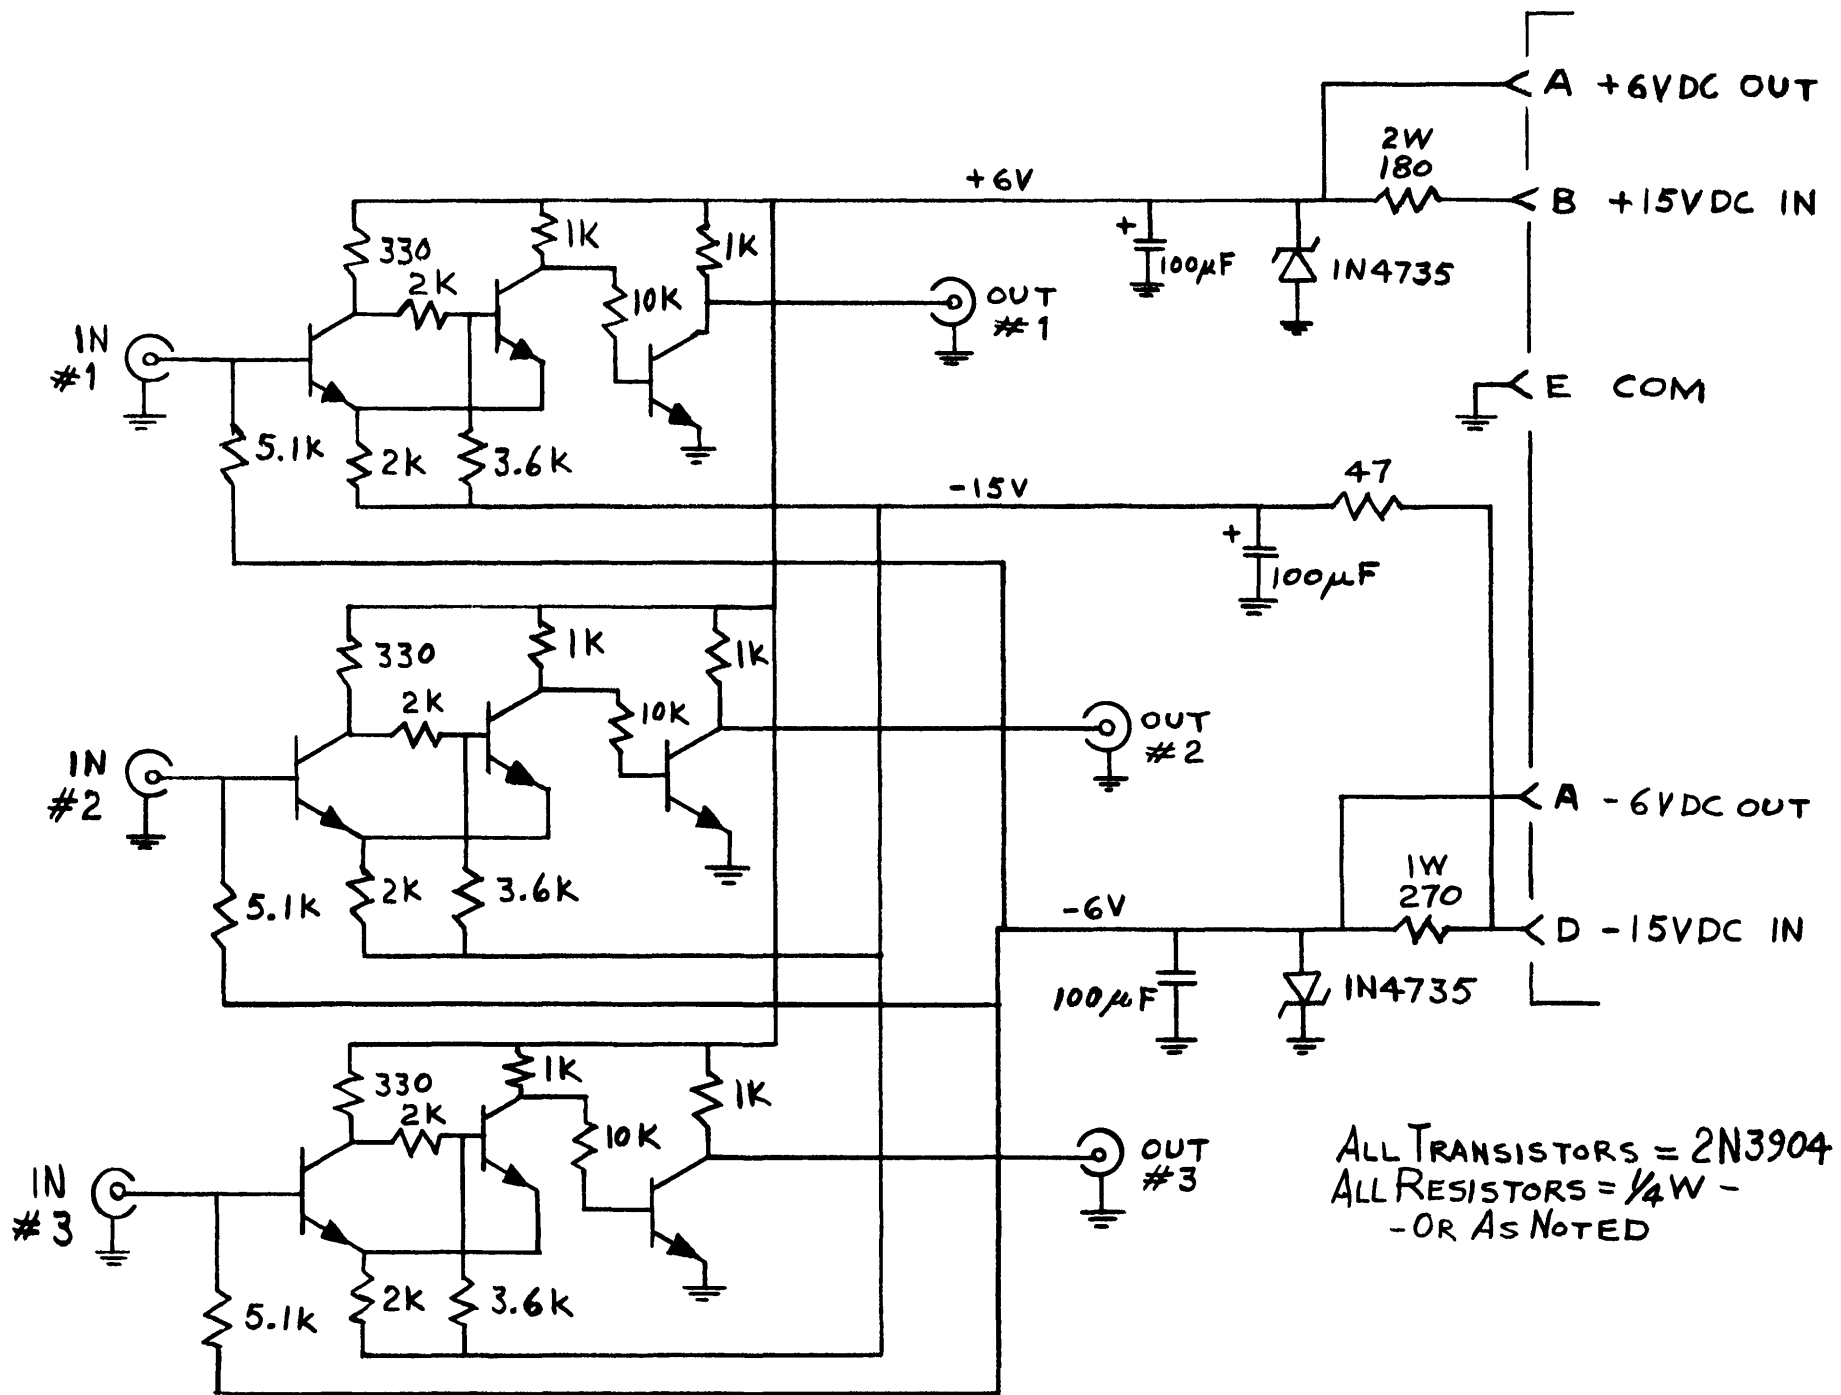 A +6VDC OUT
2W
180
+6V
B +15VDC IN
330
1K
1K
+
100µF
1N4735
2K
10K
OUT
#1
IN
#1
E COM
5.1K
2K
3.6K
-15V
47
+
100µF
330
1K
1K
2K
10K
OUT
#2
IN
#2
A -6VDC OUT
1W
270
5.1K
2K
3.6K
-6V
D -15VDC IN
100µF
1N4735
330
1K
1K
2K
10K
OUT
#3
IN
#3
ALL TRANSISTORS = 2N3904
ALL RESISTORS = 1/4 W -
- OR AS NOTED
5.1K
2K
3.6K